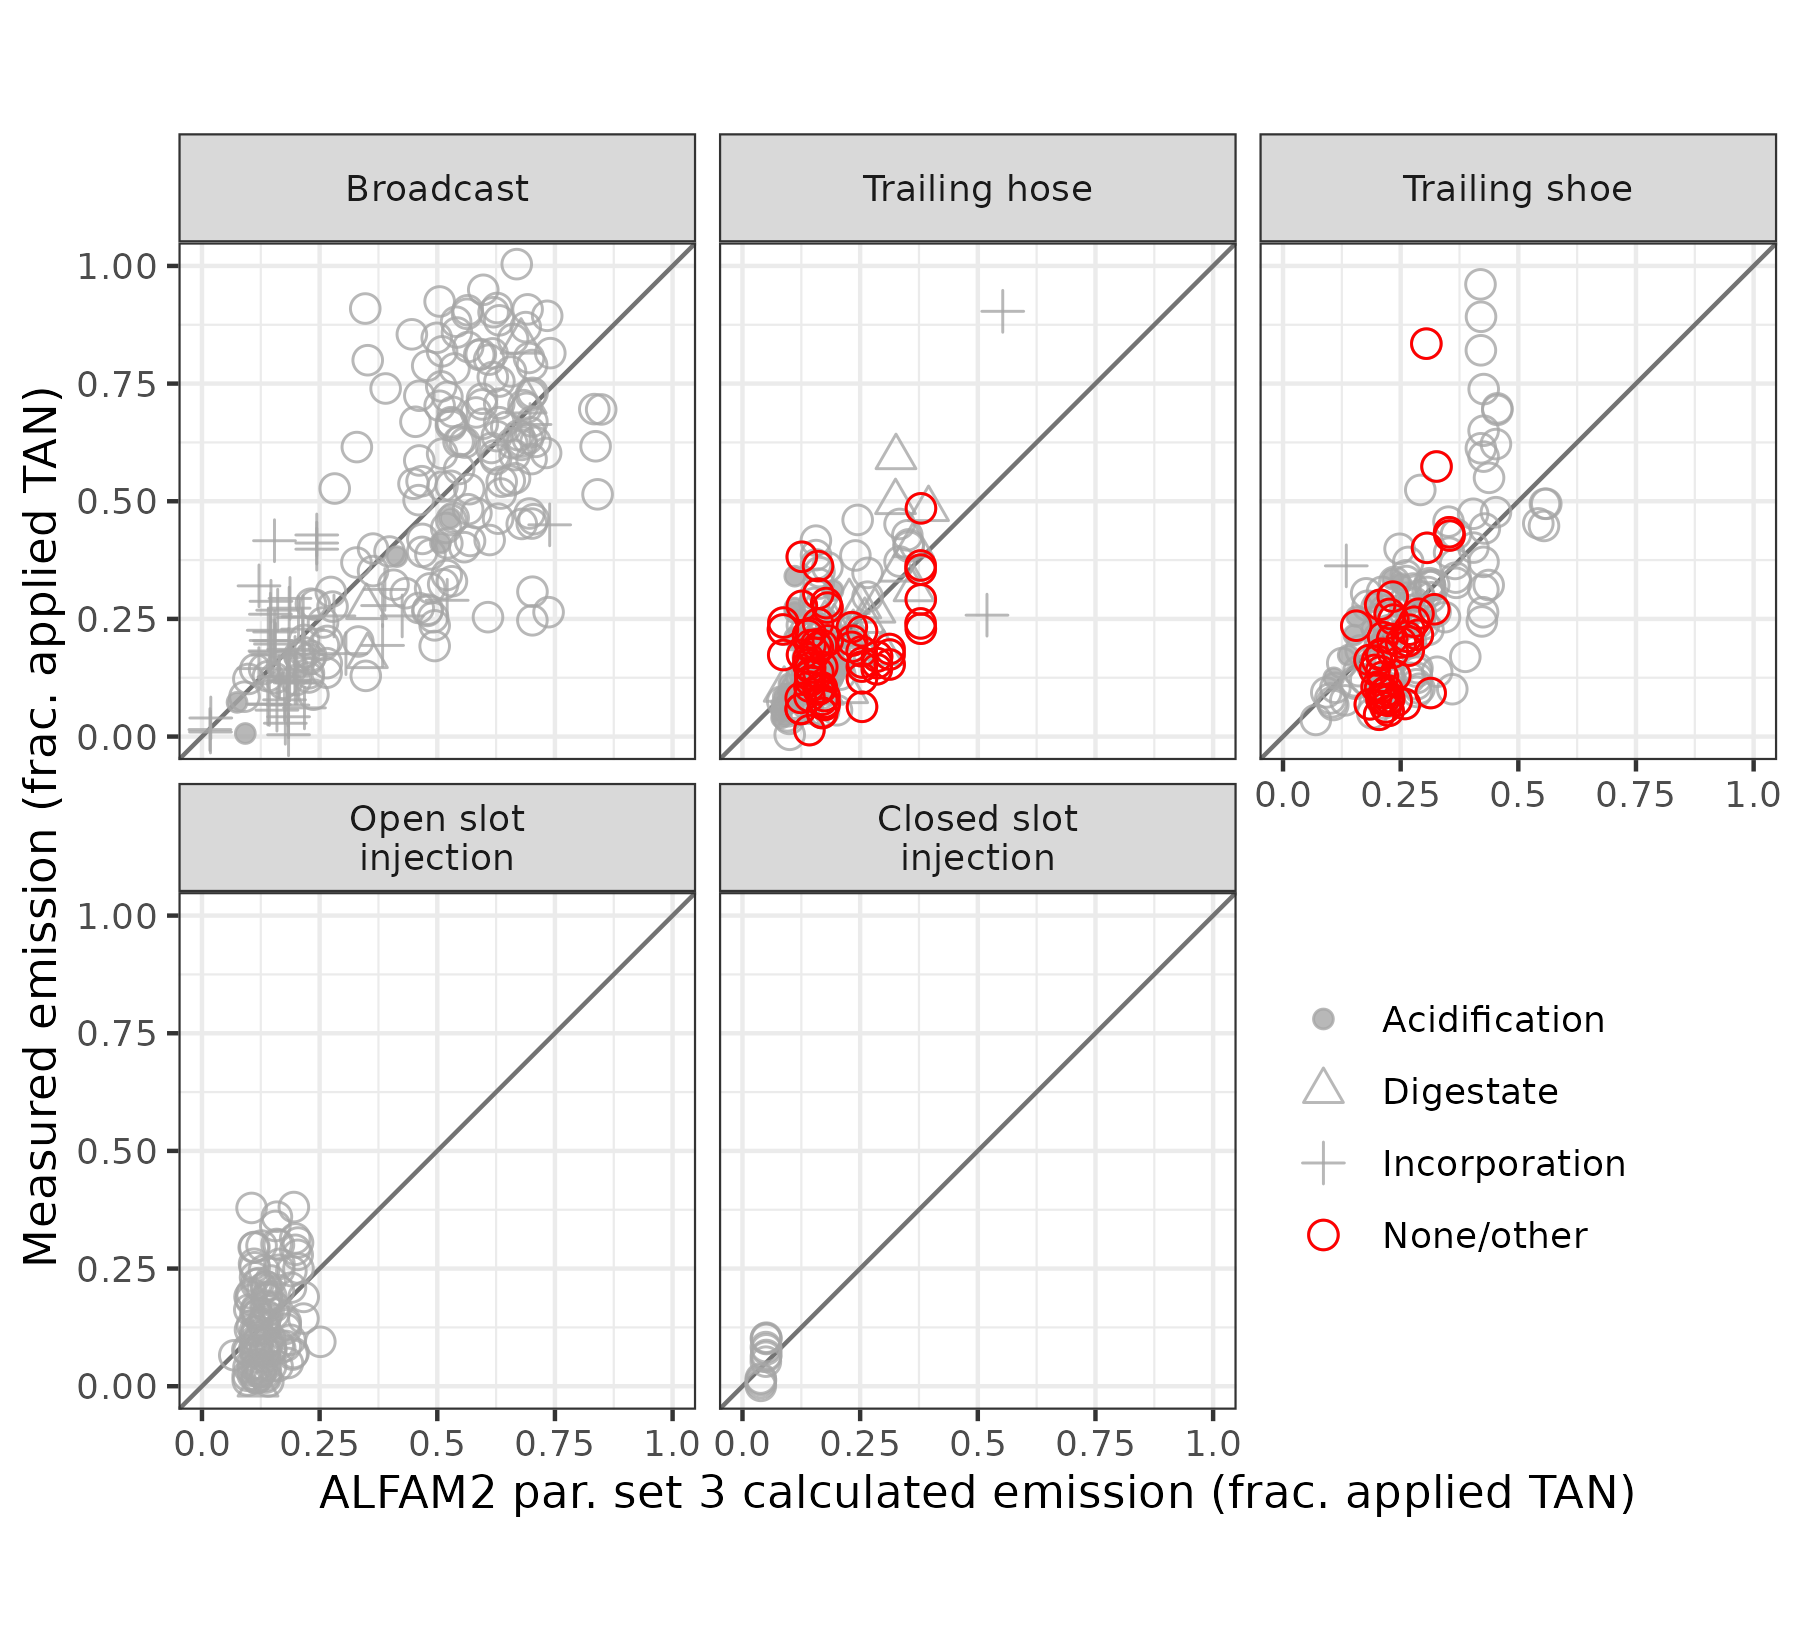 Broadcast
Trailing hose
Trailing shoe
1.00
0.75
0.50
0.25
0.00
0.0 0.25 0.5 0.75 1.0
Open slot
injection
Closed slot
injection
1.00
0.75
0.50
0.25
0.00
0.0 0.25 0.5 0.75 1.0
0.0 0.25 0.5 0.75 1.0
Acidification
Digestate
Incorporation
None/other
Measured emission (frac. applied TAN)
ALFAM2 par. set 3 calculated emission (frac. applied TAN)